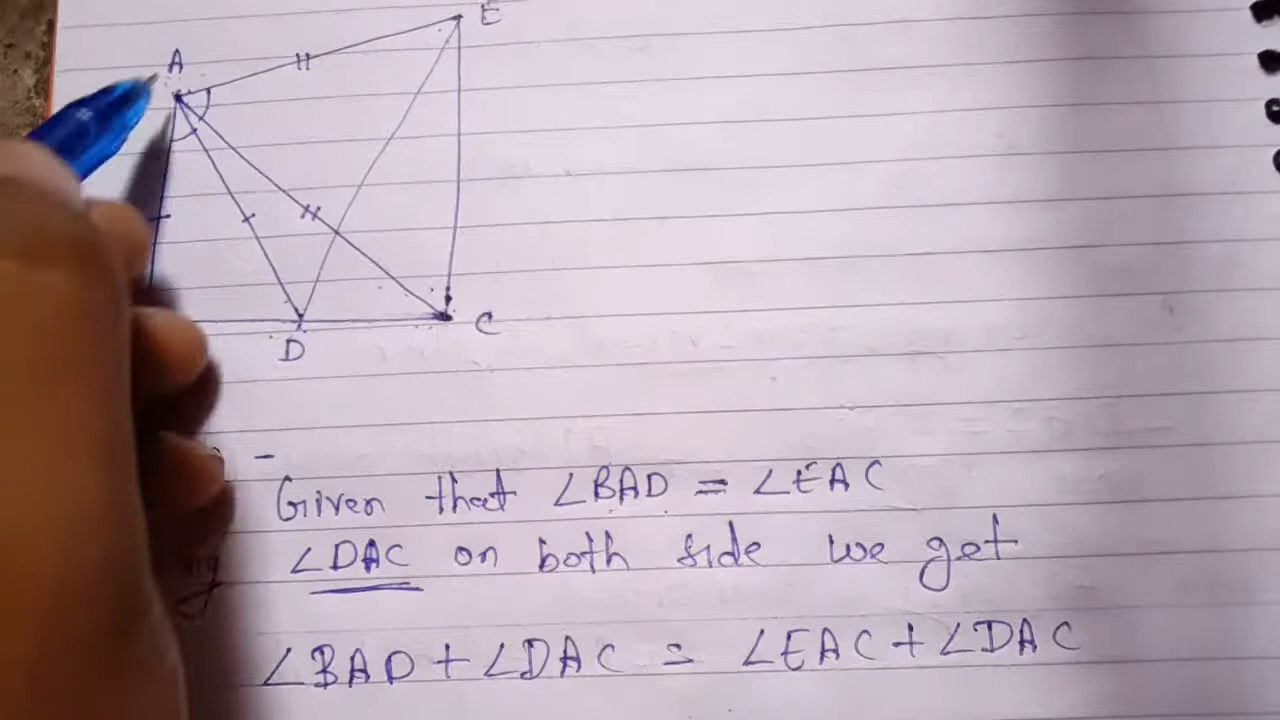 E
A
C
D
Given that ∠BAD = ∠EAC
∠DAC on both side we get
∠BAD + ∠DAC = ∠EAC + ∠DAC